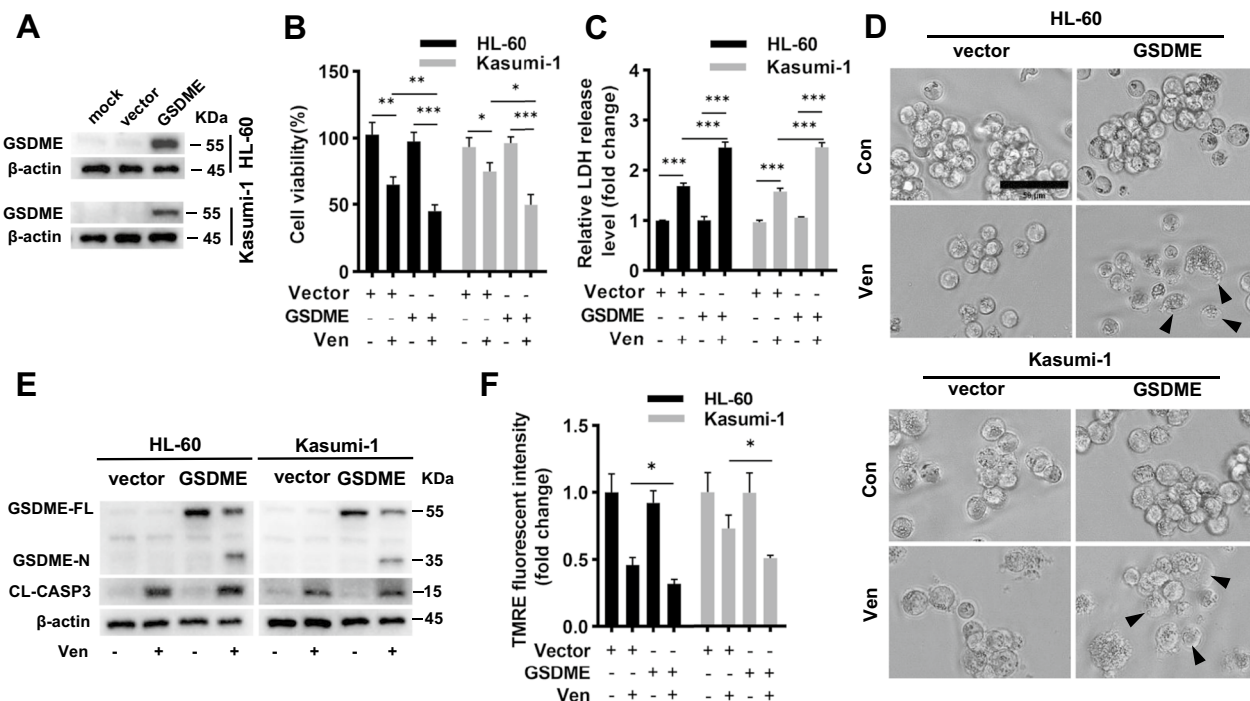 A
mock vector GSDME
KDa
GSDME
55
β-actin
45
HL-60
GSDME
55
β-actin
45
Kasumi-1
B
HL-60
Kasumi-1
Cell viability(%)
150
100
50
0
** ** *** * * ***
Vector + + - - + + - -
GSDME - - + + - - + +
Ven - + - + - + - +
C
HL-60
Kasumi-1
Relative LDH release
level (fold change)
4
3
2
1
0
*** *** *** *** *** ***
Vector + + - - + + - -
GSDME - - + + - - + +
Ven - + - + - + - +
D
HL-60
vector GSDME
Con
50 μm
Ven
Kasumi-1
vector GSDME
Con
Ven
E
HL-60 Kasumi-1
vector GSDME vector GSDME KDa
GSDME-FL 55
GSDME-N 35
CL-CASP3 15
β-actin 45
Ven - + - + - + - +
F
HL-60
Kasumi-1
TMRE fluorescent intensity
(fold change)
1.5
1.0
0.5
0.0
* *
Vector + + - - + + - -
GSDME - - + + - - + +
Ven - + - + - + - +